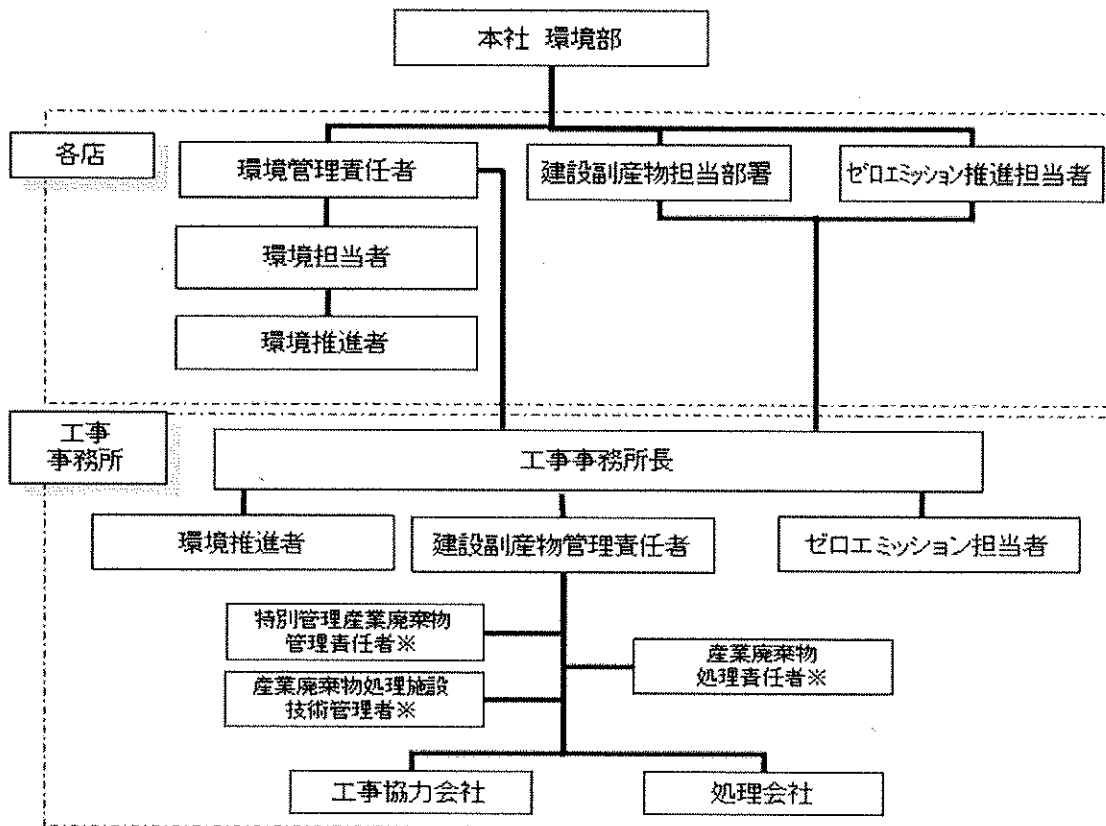 本社 環境部
各店
環境管理責任者
建設副産物担当部署
ゼロエミッション推進担当者
環境担当者
環境推進者
工事
事務所
工事事務所長
環境推進者
建設副産物管理責任者
ゼロエミッション担当者
特別管理産業廃棄物
管理責任者※
産業廃棄物
処理責任者※
産業廃棄物処理施設
技術管理者※
工事協力会社
処理会社